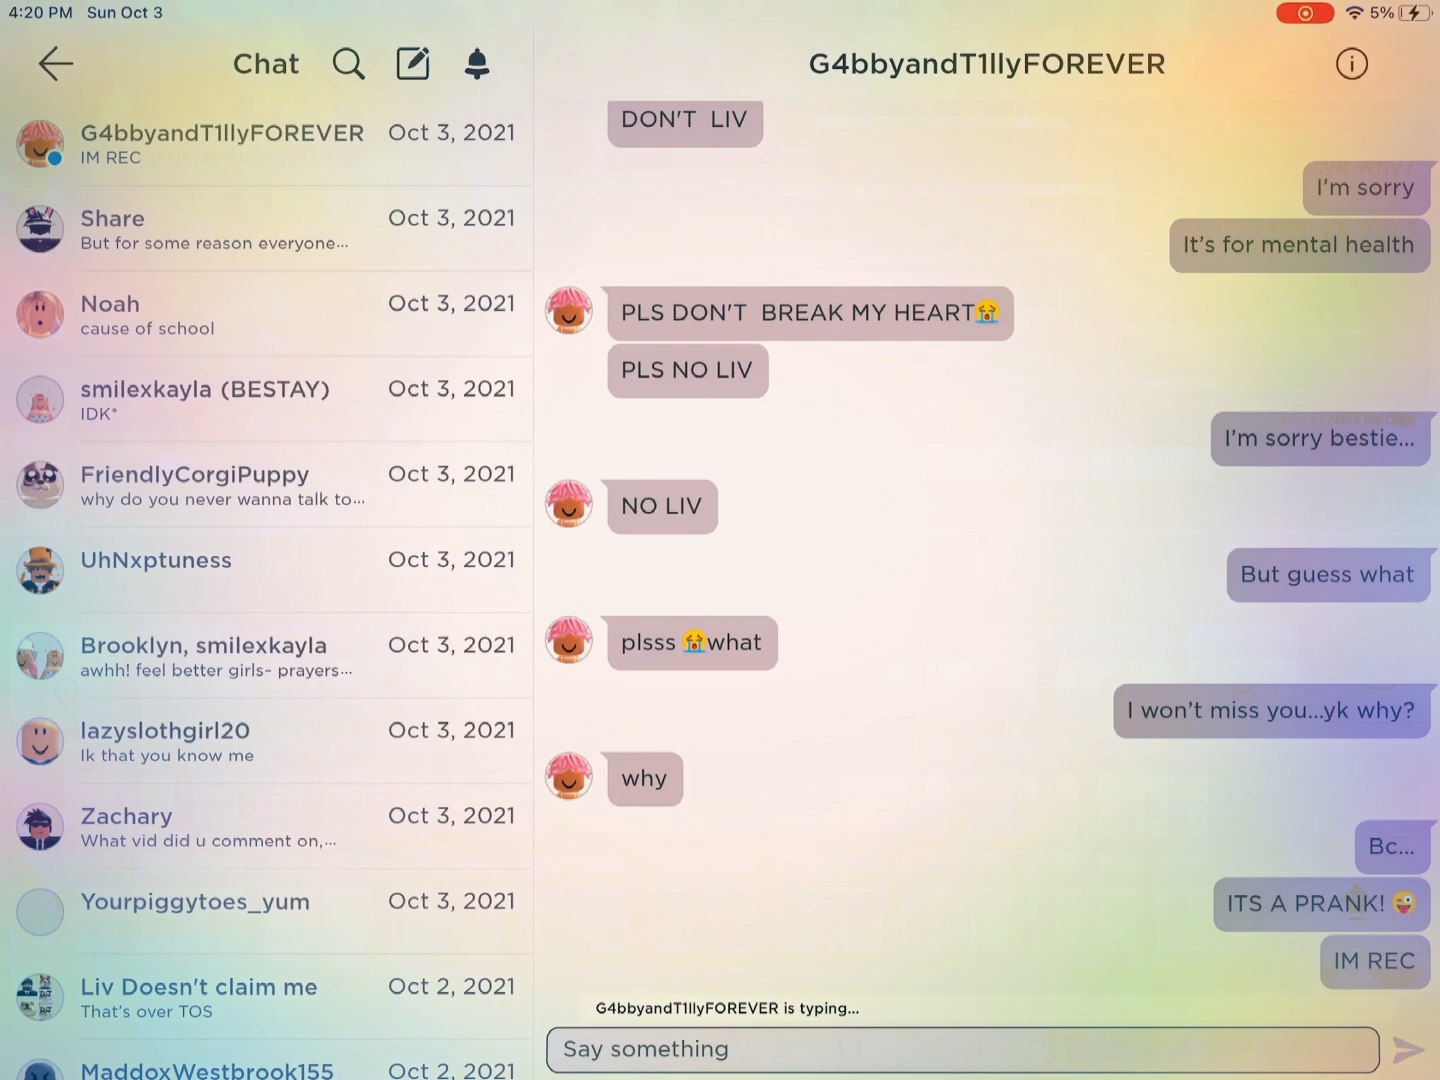 4:20 PM Sun Oct 3
5%
Chat
G4bbyandT1llyFOREVER Oct 3, 2021
IM REC
Share Oct 3, 2021
But for some reason everyone...
Noah Oct 3, 2021
cause of school
smilexkayla (BESTAY) Oct 3, 2021
IDK*
FriendlyCorgiPuppy Oct 3, 2021
why do you never wanna talk to...
UhNxptuness Oct 3, 2021
Brooklyn, smilexkayla Oct 3, 2021
awhh! feel better girls~ prayers...
lazyslothgirl20 Oct 3, 2021
Ik that you know me
Zachary Oct 3, 2021
What vid did u comment on,...
Yourpiggytoes_yum Oct 3, 2021
Liv Doesn't claim me Oct 2, 2021
That's over TOS
MaddoxWestbrook155 Oct 2, 2021
G4bbyandT1llyFOREVER
DON'T LIV
I'm sorry
It's for mental health
PLS DON'T BREAK MY HEART😭
PLS NO LIV
I'm sorry bestie...
NO LIV
But guess what
plsss 😭what
I won't miss you...yk why?
why
Bc...
ITS A PRANK! 😜
IM REC
G4bbyandT1llyFOREVER is typing...
Say something